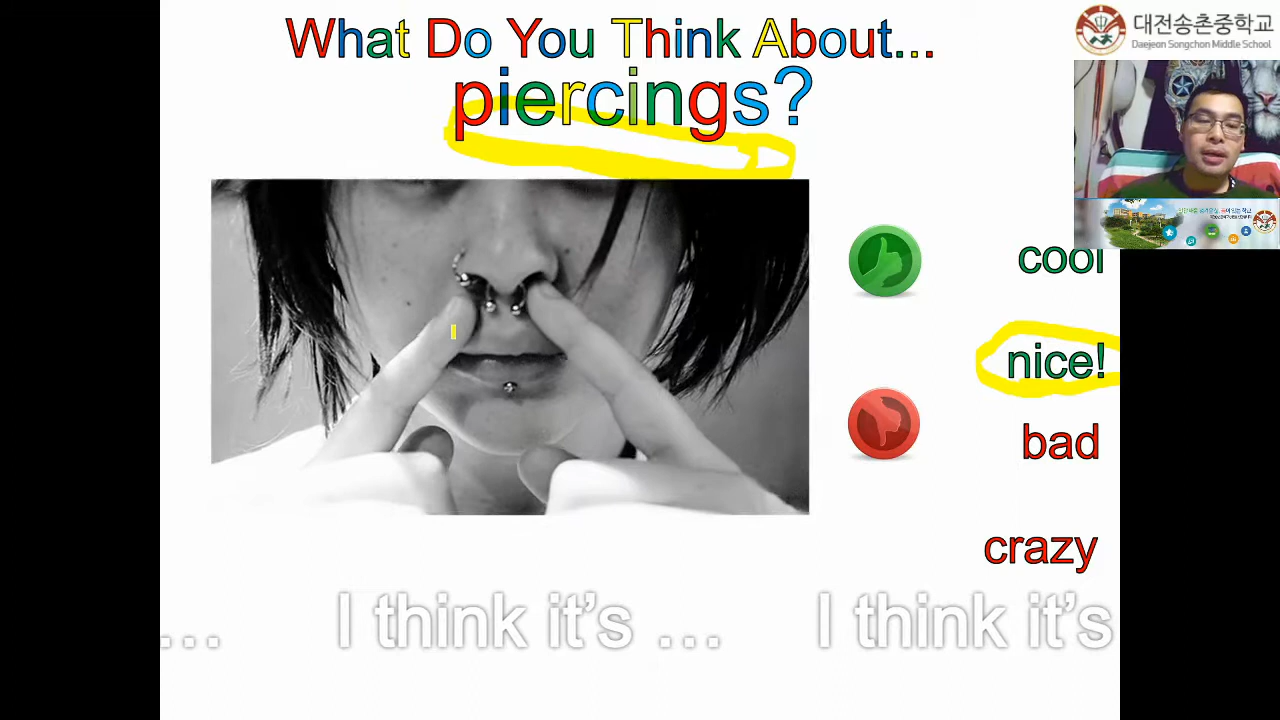 What Do You Think About...
piercings?
대전송촌중학교
Daejeon Songchon Middle School
cool
nice!
bad
crazy
... I think it's ... I think it's